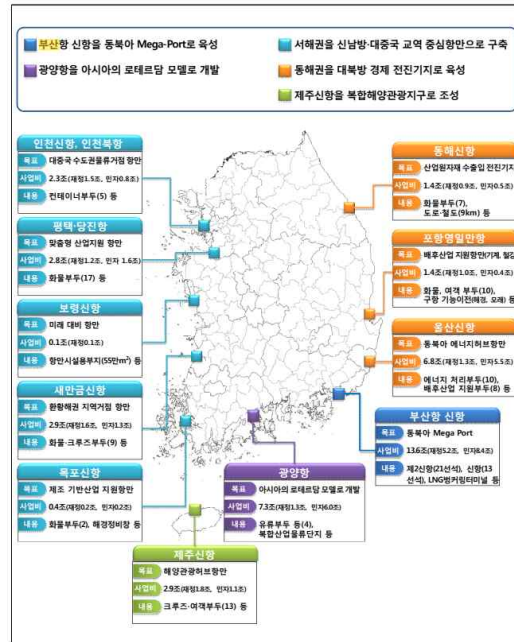 부산항 신항을 동북아 Mega-Port로 육성
광양항을 아시아의 로테르담 모델로 개발
서해권을 신남방·대중국 교역 중심항만으로 구축
동해권을 대북방 경제 전진기지로 육성
제주신항을 복합해양관광지구로 조성
인천신항, 인천북항
목표 대중국 수도권물류거점 항만
사업비 2.3조(재정1.5조, 민자0.8조)
내용 컨테이너부두(5) 등
평택·당진항
목표 맞춤형 산업지원 항만
사업비 2.8조(재정1.2조, 민자 1.6조)
내용 화물부두(17) 등
보령신항
목표 미래 대비 항만
사업비 0.1조(재정0.1조)
내용 항만시설용부지(55만m²) 등
새만금신항
목표 환황해권 지역거점 항만
사업비 2.9조(재정1.6조, 민자1.3조)
내용 화물·크루즈부두(9) 등
목포신항
목표 제조 기반산업 지원항만
사업비 0.4조(재정0.2조, 민자0.2조)
내용 화물부두(2), 해경정비창 등
제주신항
목표 해양관광허브항만
사업비 2.9조(재정1.8조, 민자1.1조)
내용 크루즈·여객부두(13) 등
광양항
목표 아시아의 로테르담 모델로 개발
사업비 7.3조(재정1.3조, 민자6.0조)
내용 유류부두 등(4),
복합산업물류단지 등
동해신항
목표 산업원자재 수출입 전진기지
사업비 1.4조(재정0.9조, 민자0.5조)
내용 화물부두(7),
도로·철도(9km) 등
포항영일만항
목표 배후산업 지원항만(기계, 철강)
사업비 1.4조(재정1.0조, 민자0.4조)
내용 화물, 여객 부두(10),
구항 기능이전(해경, 모래) 등
울산신항
목표 동북아 에너지허브항만
사업비 6.8조(재정1.3조, 민자5.5조)
내용 에너지 처리부두(10),
배후산업 지원부두(8) 등
부산항 신항
목표 동북아 Mega Port
사업비 13.6조(재정5.2조, 민자8.4조)
내용 제2신항(21선석), 신항(13
선석), LNG벙커링터미널 등